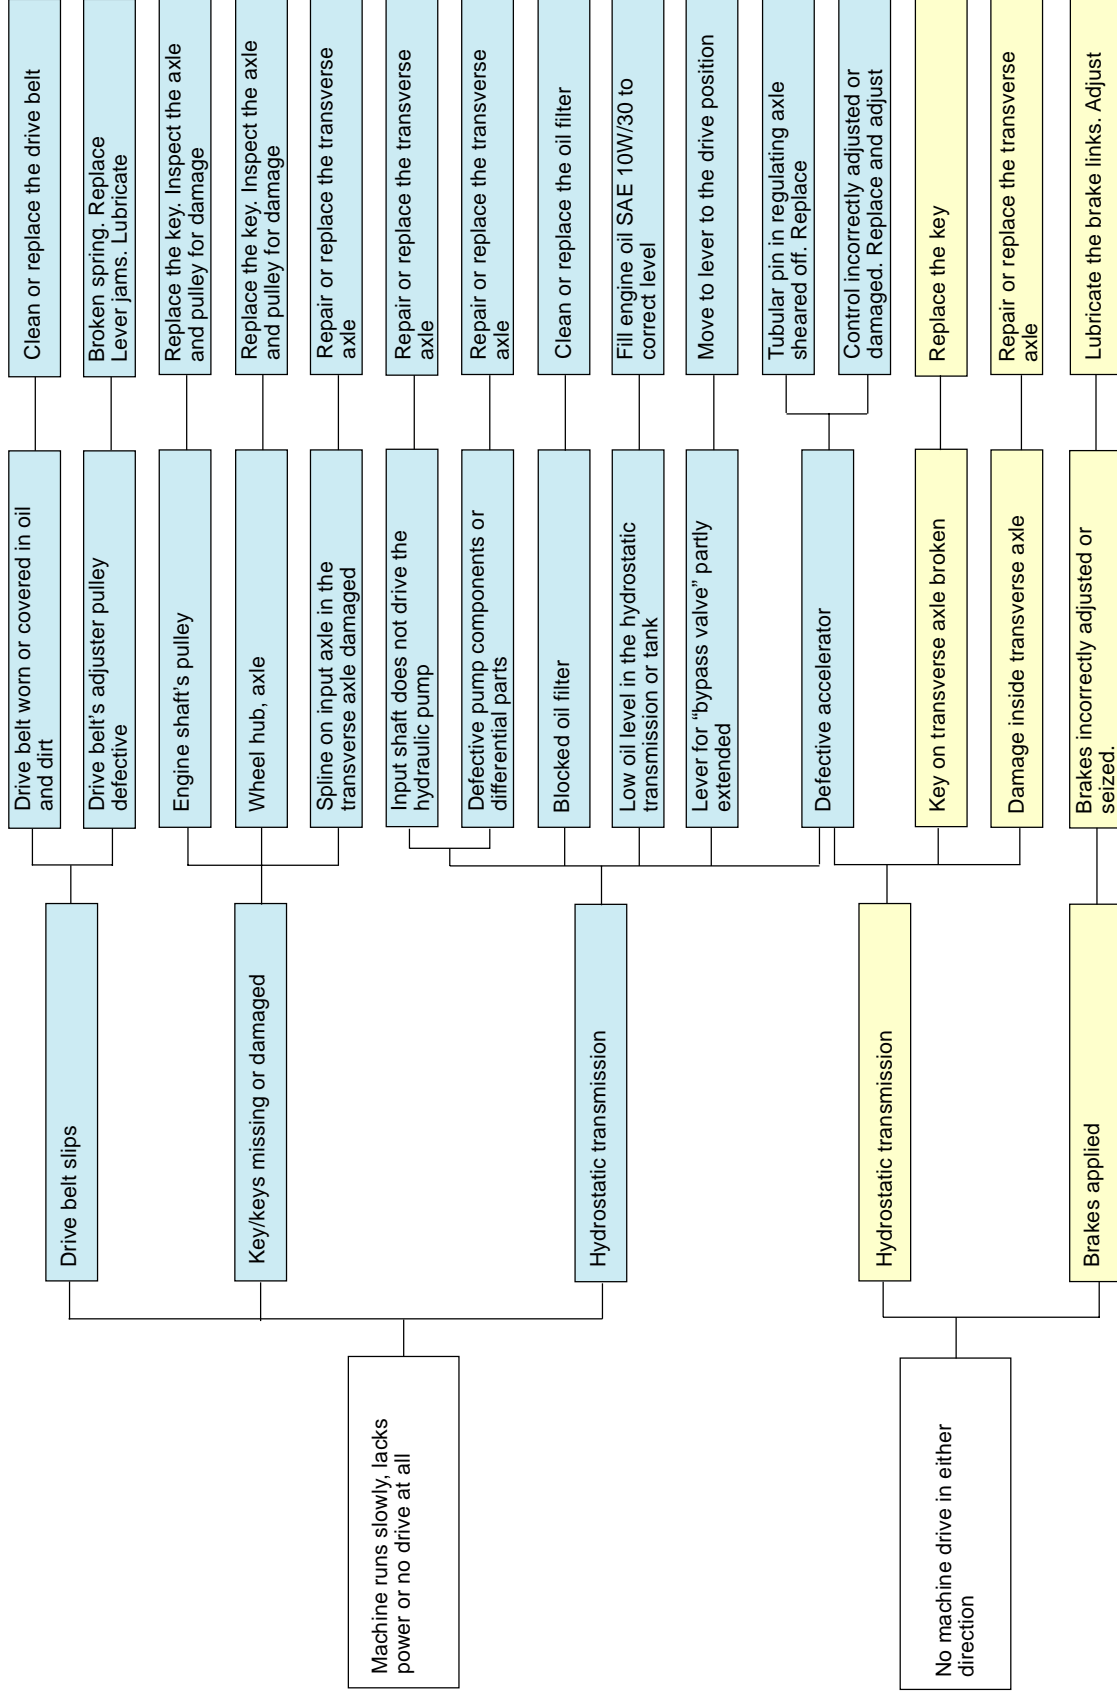 Machine runs slowly, lacks
power or no drive at all
Drive belt slips
Drive belt worn or covered in oil
and dirt
Clean or replace the drive belt
Drive belt's adjuster pulley
defective
Broken spring. Replace
Lever jams. Lubricate
Key/keys missing or damaged
Engine shaft's pulley
Replace the key. Inspect the axle
and pulley for damage
Wheel hub, axle
Replace the key. Inspect the axle
and pulley for damage
Spline on input axle in the
transverse axle damaged
Repair or replace the transverse
axle
Hydrostatic transmission
Input shaft does not drive the
hydraulic pump
Repair or replace the transverse
axle
Defective pump components or
differential parts
Repair or replace the transverse
axle
Blocked oil filter
Clean or replace the oil filter
Low oil level in the hydrostatic
transmission or tank
Fill engine oil SAE 10W/30 to
correct level
Lever for “bypass valve” partly
extended
Move to lever to the drive position
Defective accelerator
Tubular pin in regulating axle
sheared off. Replace
Control incorrectly adjusted or
damaged. Replace and adjust
No machine drive in either
direction
Hydrostatic transmission
Key on transverse axle broken
Replace the key
Damage inside transverse axle
Repair or replace the transverse
axle
Brakes applied
Brakes incorrectly adjusted or
seized.
Lubricate the brake links. Adjust